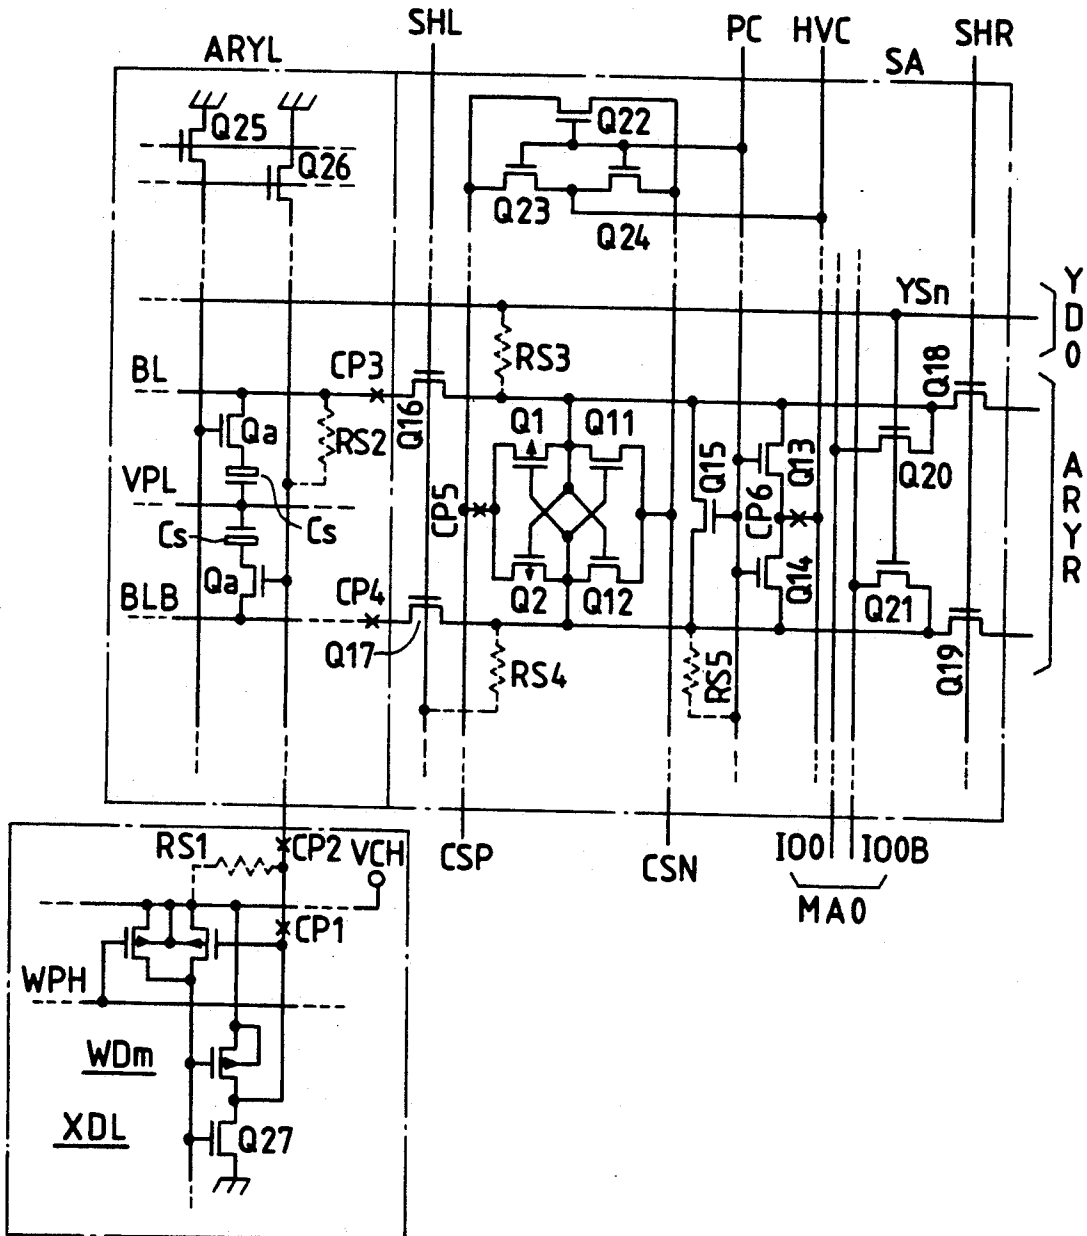 SHL
PC
HVC
SHR
ARYL
SA
Q25
Q22
Q26
Q23
Q24
YSn
YD0
RS3
BL
CP3
Q16
Q18
Q1
Q11
Qa
RS2
Q15
Q13
Q20
VPL
CP5
CP6
ARYR
Cs
Cs
Qa
Q14
BLB
CP4
Q2
Q12
Q21
Q17
RS4
RS5
Q19
RS1
CP2
VCH
CSP
CSN
IO0
IO0B
MA0
CP1
WPH
WDm
XDL
Q27